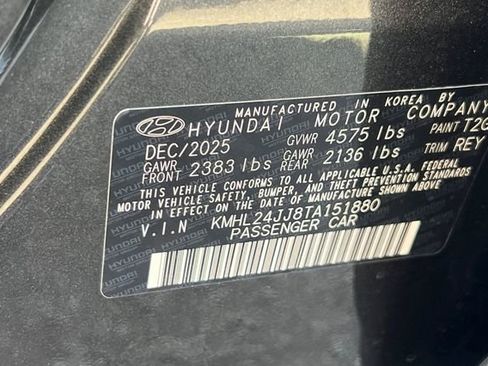 MANUFACTURED IN KOREA BY
HYUNDAI MOTOR COMPANY
DEC/2025 GVWR 4575 lbs PAINT T2G
GAWR FRONT 2383 lbs GAWR REAR 2136 lbs TRIM REY
THIS VEHICLE CONFORMS TO ALL APPLICABLE U.S.A. FEDERAL
MOTOR VEHICLE SAFETY, BUMPER, AND THEFT PREVENTION STANDARDS
IN EFFECT ON THE DATE OF MANUFACTURE SHOWN ABOVE.
V.I.N KMHL24JJ8TA151880
PASSENGER CAR